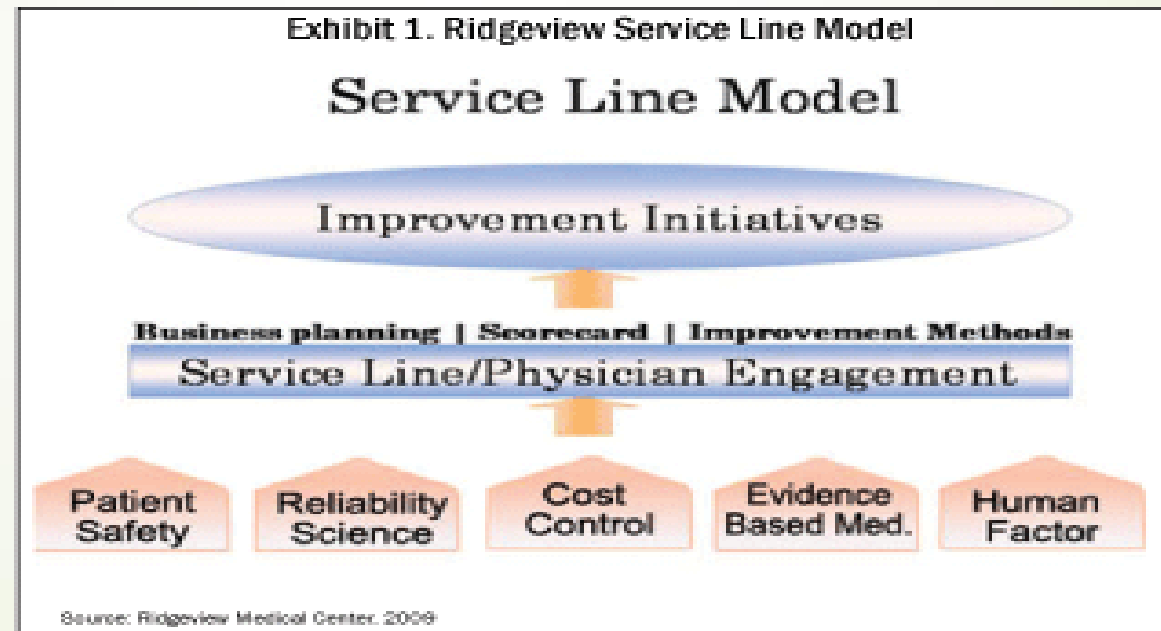 Exhibit 1. Ridgeview Service Line Model
Service Line Model
Improvement Initiatives
Business planning | Scorecard | Improvement Methods
Service Line/Physician Engagement
Patient Safety
Reliability Science
Cost Control
Evidence Based Med.
Human Factor
Source: Ridgeview Medical Center, 2009